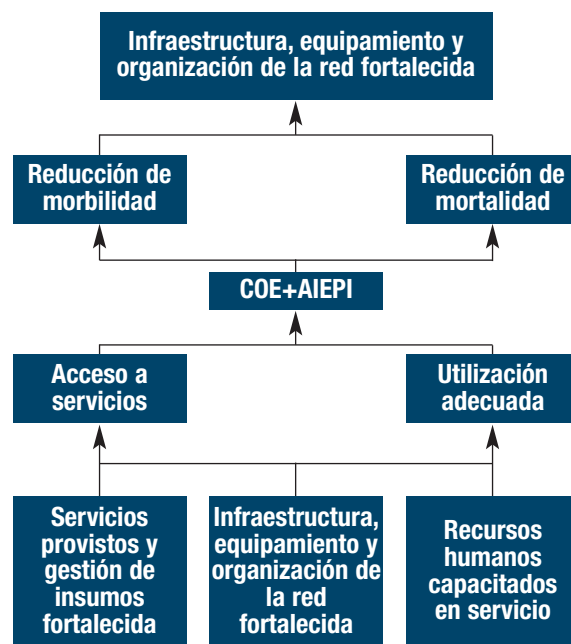 Infraestructura, equipamiento y
organización de la red fortalecida
Reducción de
morbilidad
Reducción de
mortalidad
COE+AIEPI
Acceso a
servicios
Utilización
adecuada
Servicios
provistos y
gestión de
insumos
fortalecida
Infraestructura,
equipamiento y
organización de
la red
fortalecida
Recursos
humanos
capacitados
en servicio